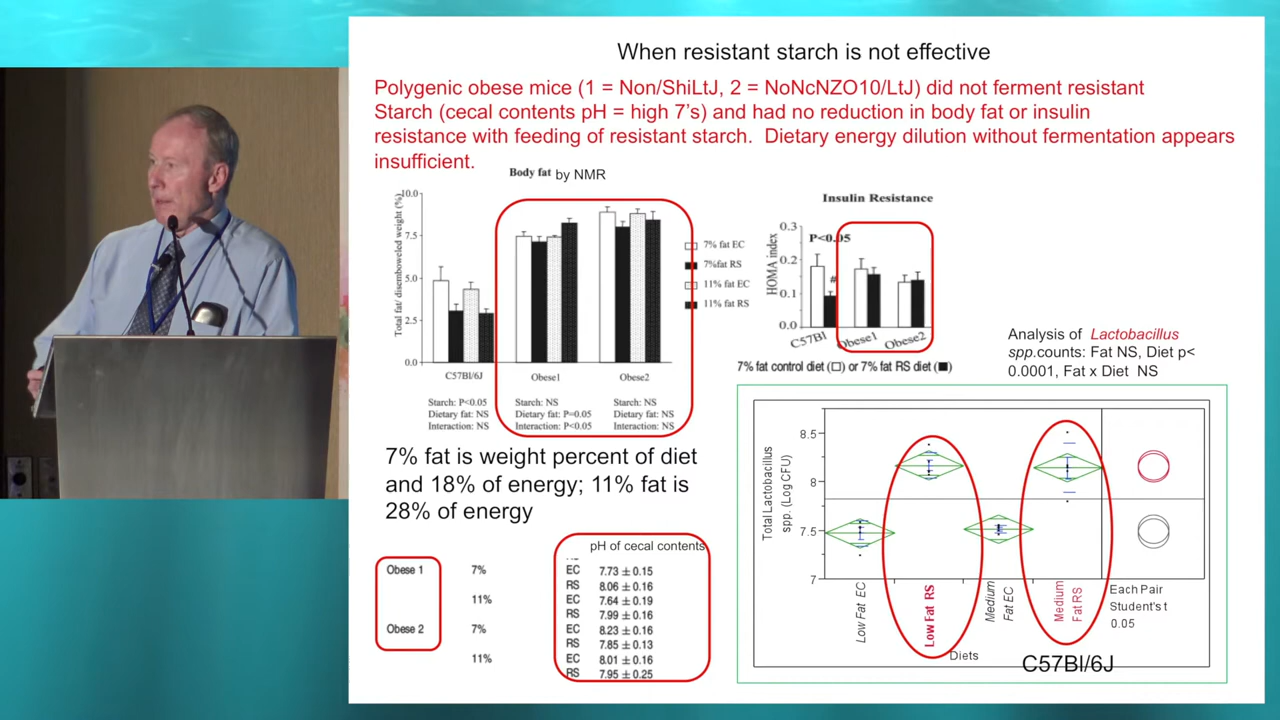 When resistant starch is not effective
Polygenic obese mice (1 = Non/ShiLtJ, 2 = NoNcNZO10/LtJ) did not ferment resistant
Starch (cecal contents pH = high 7’s) and had no reduction in body fat or insulin
resistance with feeding of resistant starch. Dietary energy dilution without fermentation appears
insufficient.
Body fat by NMR
Total fat/ disemboweled weight (%)
10.0
7.5
5.0
2.5
0.0
C57Bl/6J
Obese1
Obese2
Starch: P<0.05
Dietary fat: NS
Interaction: NS
Starch: NS
Dietary fat: P=0.05
Interaction: P<0.05
Starch: NS
Dietary fat: NS
Interaction: NS
7% fat EC
7%fat RS
11% fat EC
11% fat RS
Insulin Resistance
HOMA index
0.3
0.2
0.1
0.0
P<0.05
#
C57Bl
Obese1
Obese2
7% fat control diet (□) or 7% fat RS diet (■)
7% fat is weight percent of diet
and 18% of energy; 11% fat is
28% of energy
pH of cecal contents
Obese 1 7% EC 7.73 ± 0.15
RS 8.06 ± 0.16
11% EC 7.64 ± 0.19
RS 7.99 ± 0.16
Obese 2 7% EC 8.23 ± 0.16
RS 7.85 ± 0.13
11% EC 8.01 ± 0.16
RS 7.95 ± 0.25
Analysis of Lactobacillus
spp.counts: Fat NS, Diet p<
0.0001, Fat x Diet NS
Total Lactobacillus
spp. (Log CFU)
8.5
8
7.5
7
Low Fat EC
Low Fat RS
Medium
Fat EC
Medium
Fat RS
Each Pair
Student's t
0.05
Diets
C57Bl/6J